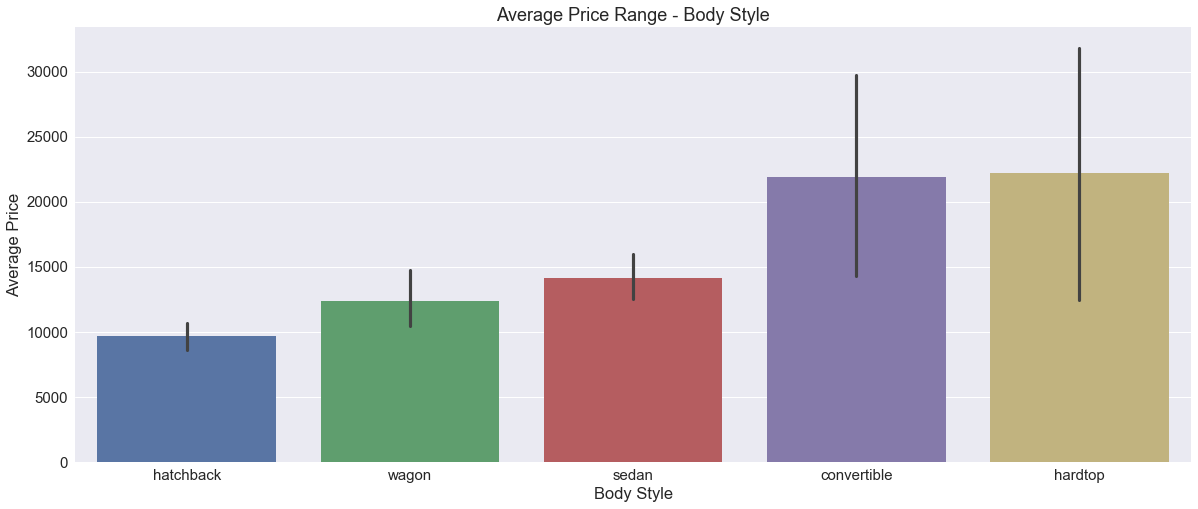 Average Price Range - Body Style
Average Price
30000
25000
20000
15000
10000
5000
0
hatchback wagon sedan convertible hardtop
Body Style